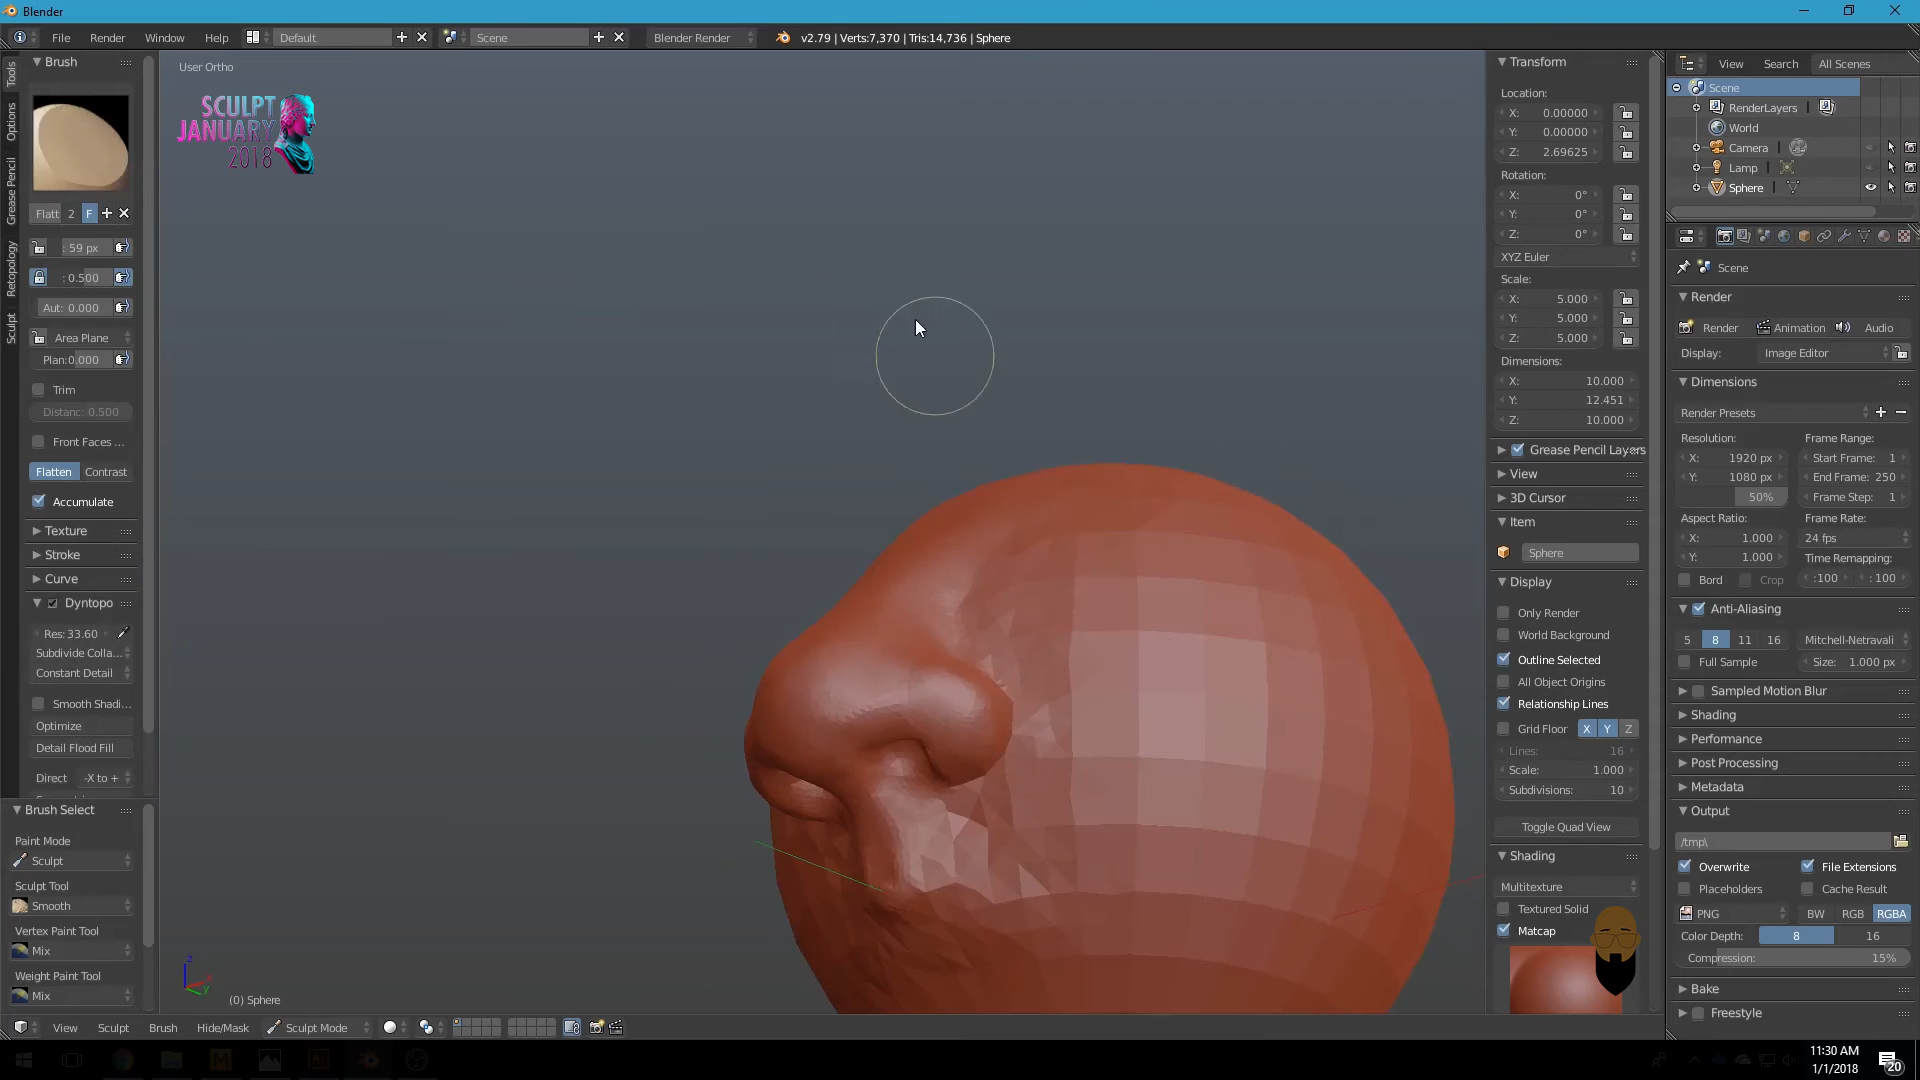 Blender
File
Render
Window
Help
Default
Scene
Blender Render
v2.79 | Verts:7,370 | Tris:14,736 | Sphere
Tools
Options
Grease Pencil
Retopology
Sculpt
Brush
Flatt 2 F
: 59 px
: 0.500
Aut: 0.000
Area Plane
Plan:0.000
Trim
Distanc: 0.500
Front Faces ...
Flatten Contrast
Accumulate
Texture
Stroke
Curve
Dyntopo
Res: 33.60
Subdivide Colla...
Constant Detail
Smooth Shadi...
Optimize
Detail Flood Fill
Direct -X to +
Brush Select
Paint Mode
Sculpt
Sculpt Tool
Smooth
Vertex Paint Tool
Mix
Weight Paint Tool
Mix
User Ortho
SCULPT
JANUARY
2018
z
x
y
(0) Sphere
View
Sculpt
Brush
Hide/Mask
Sculpt Mode
Transform
Location:
X: 0.00000
Y: 0.00000
Z: 2.69625
Rotation:
X: 0°
Y: 0°
Z: 0°
XYZ Euler
Scale:
X: 5.000
Y: 5.000
Z: 5.000
Dimensions:
X: 10.000
Y: 12.451
Z: 10.000
Grease Pencil Layers
View
3D Cursor
Item
Sphere
Display
Only Render
World Background
Outline Selected
All Object Origins
Relationship Lines
Grid Floor X Y Z
Lines: 16
Scale: 1.000
Subdivisions: 10
Toggle Quad View
Shading
Multitexture
Textured Solid
Matcap
View
Search
All Scenes
Scene
RenderLayers
World
Camera
Lamp
Sphere
Scene
Render
Render Animation Audio
Display: Image Editor
Dimensions
Render Presets
Resolution: Frame Range:
X: 1920 px Start Frame: 1
Y: 1080 px End Frame: 250
50% Frame Step: 1
Aspect Ratio: Frame Rate:
X: 1.000 24 fps
Y: 1.000 Time Remapping:
Bord Crop :100 : 100
Anti-Aliasing
5 8 11 16 Mitchell-Netravali
Full Sample Size: 1.000 px
Sampled Motion Blur
Shading
Performance
Post Processing
Metadata
Output
/tmp\
Overwrite File Extensions
Placeholders Cache Result
PNG BW RGB RGBA
Color Depth: 8 16
Compression: 15%
Bake
Freestyle
11:30 AM
1/1/2018
20